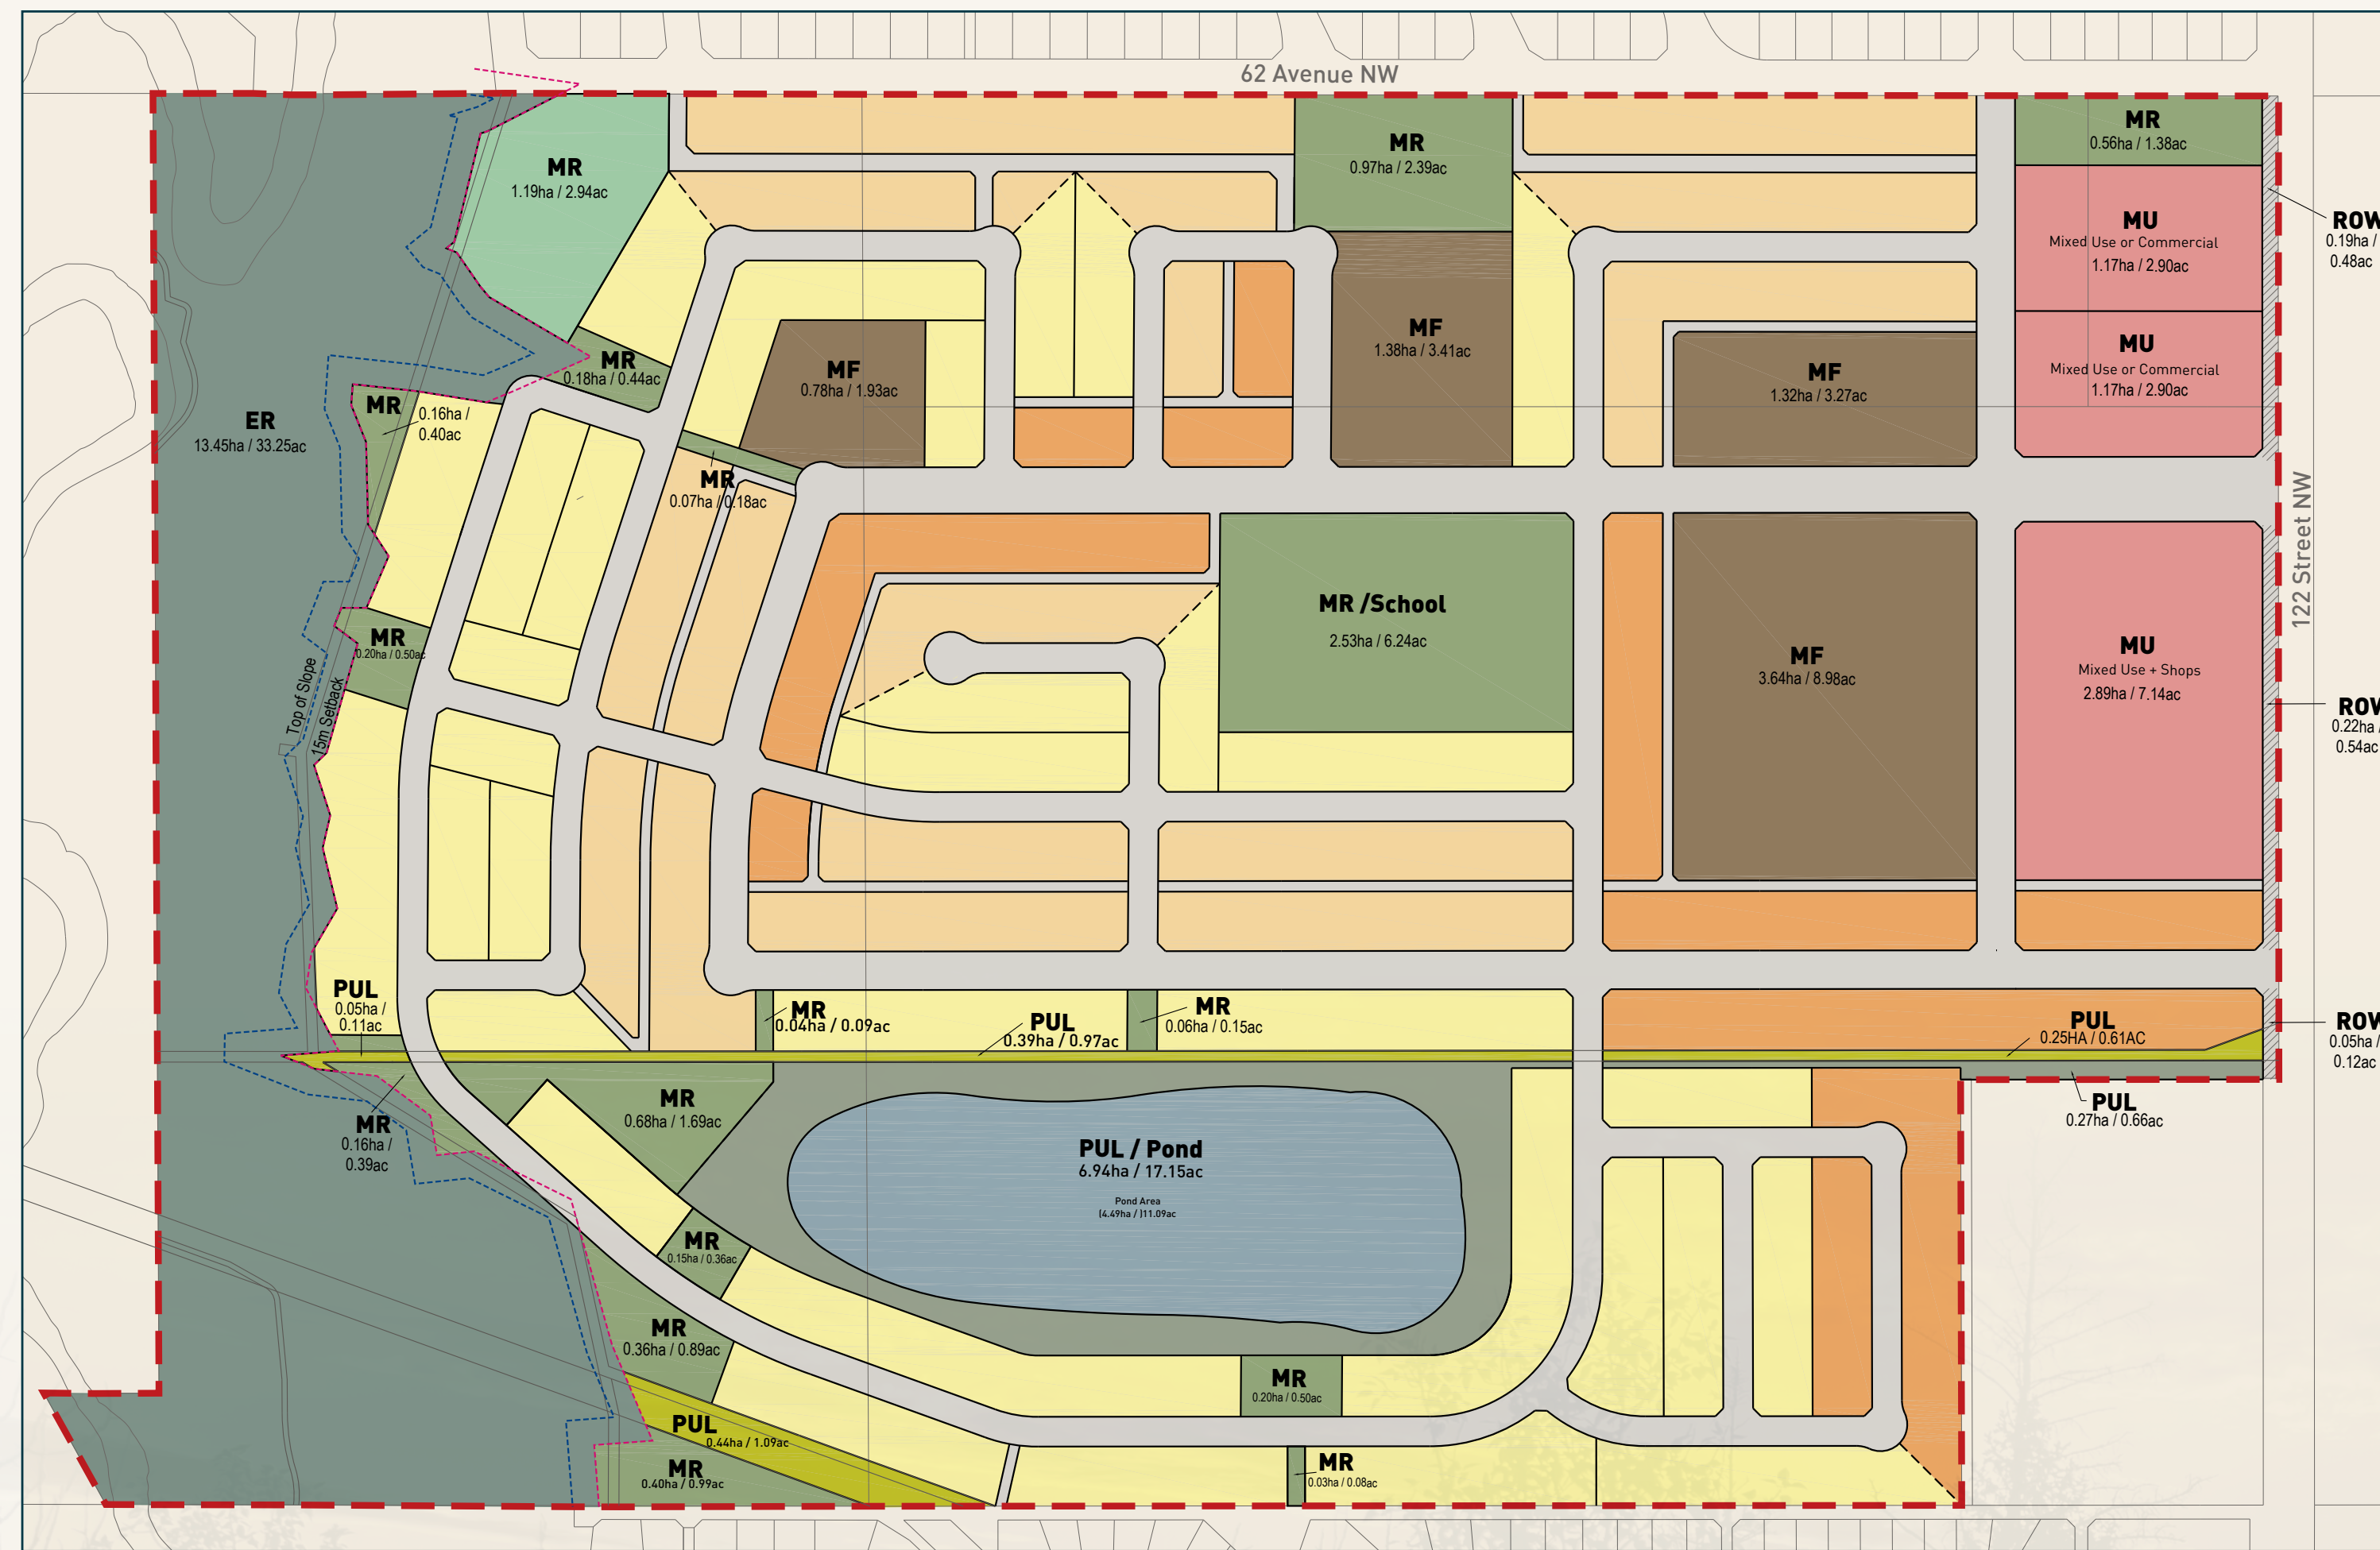 62 Avenue NW
MR
1.19ha / 2.94ac
MR
0.97ha / 2.39ac
MR
0.56ha / 1.38ac
MU
Mixed Use or Commercial
1.17ha / 2.90ac
ROW
0.19ha /
0.48ac
MR
0.18ha / 0.44ac
MF
0.78ha / 1.93ac
MF
1.38ha / 3.41ac
MF
1.32ha / 3.27ac
MU
Mixed Use or Commercial
1.17ha / 2.90ac
ER
13.45ha / 33.25ac
MR
0.16ha /
0.40ac
MR
0.07ha / 0.18ac
122 Street NW
MR /School
2.53ha / 6.24ac
MF
3.64ha / 8.98ac
MU
Mixed Use + Shops
2.89ha / 7.14ac
ROW
0.22ha /
0.54ac
MR
0.20ha / 0.50ac
Top of Slope
15m Setback
PUL
0.05ha /
0.11ac
MR
0.04ha / 0.09ac
PUL
0.39ha / 0.97ac
MR
0.06ha / 0.15ac
PUL
0.25HA / 0.61AC
ROW
0.05ha /
0.12ac
PUL
0.27ha / 0.66ac
MR
0.16ha /
0.39ac
MR
0.68ha / 1.69ac
PUL / Pond
6.94ha / 17.15ac
Pond Area
(4.49ha / )11.09ac
MR
0.15ha / 0.36ac
MR
0.36ha / 0.89ac
MR
0.20ha / 0.50ac
PUL
0.44ha / 1.09ac
MR
0.40ha / 0.99ac
MR
0.03ha / 0.08ac